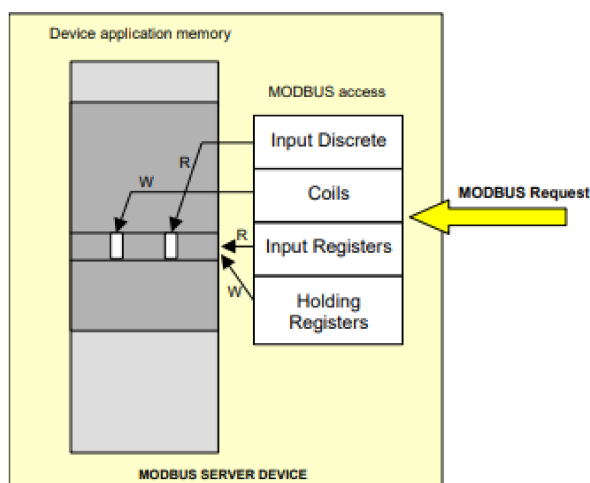 Device application memory
MODBUS access
Input Discrete
R
W
Coils
MODBUS Request
R
Input Registers
W
Holding
Registers
MODBUS SERVER DEVICE